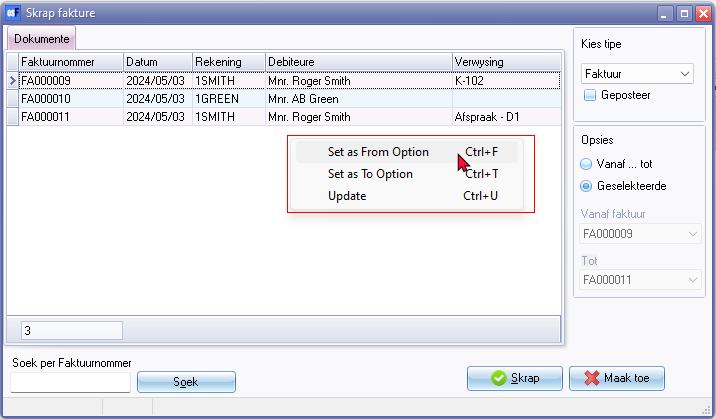 Skrap fakture
Dokumente
Faktuurnommer Datum Rekening Debiteure Verwysing
FA000009 2024/05/03 1SMITH Mnr. Roger Smith K-102
FA000010 2024/05/03 1GREEN Mnr. AB Green
FA000011 2024/05/03 1SMITH Mnr. Roger Smith Afspraak - D1
Set as From Option Ctrl+F
Set as To Option Ctrl+T
Update Ctrl+U
3
Soek per Faktuurnommer
Soek
Skrap
Maak toe
Kies tipe
Faktuur
Geposteer
Opsies
Vanaf ... tot
Geselekteerde
Vanaf faktuur
FA000009
Tot
FA000011